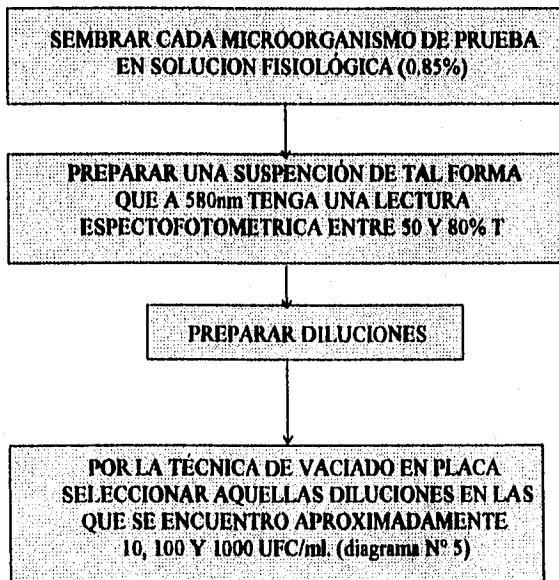 SEMBRAR CADA MICROORGANISMO DE PRUEBA
EN SOLUCION FISIOLÓGICA (0.85%)
PREPARAR UNA SUSPENCIÓN DE TAL FORMA
QUE A 580nm TENGA UNA LECTURA
ESPECTOFOTOMETRICA ENTRE 50 Y 80% T
PREPARAR DILUCIONES
POR LA TÉCNICA DE VACIADO EN PLACA
SELECCIONAR AQUELLAS DILUCIONES EN LAS
QUE SE ENCUENTRO APROXIMADAMENTE
10, 100 Y 1000 UFC/ml. (diagrama Nº 5)